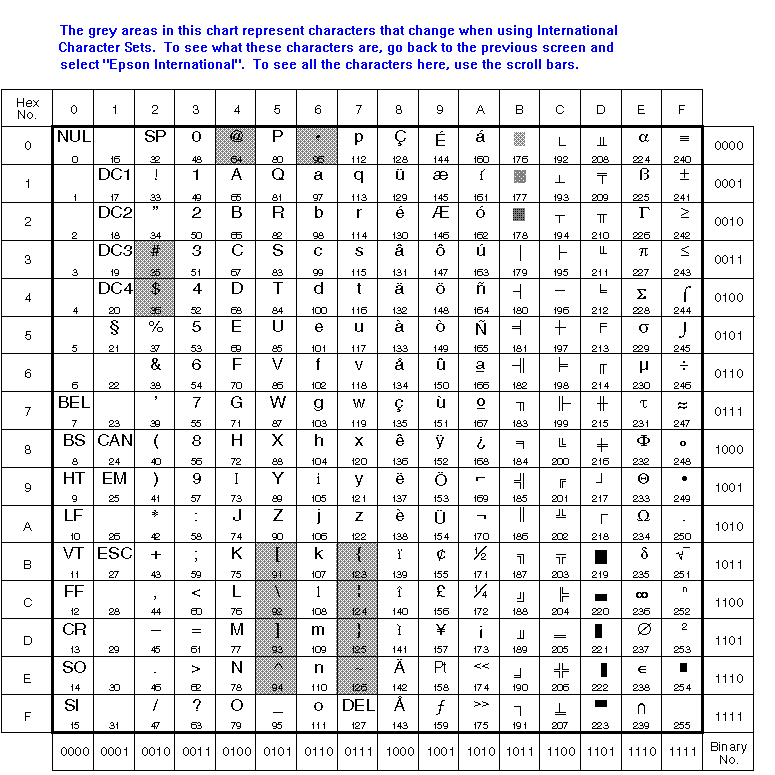 The grey areas in this chart represent characters that change when using International
Character Sets. To see what these characters are, go back to the previous screen and
select "Epson International". To see all the characters here, use the scroll bars.
Hex No. 0 1 2 3 4 5 6 7 8 9 A B C D E F
0 NUL SP 0 @ P · p Ç É á ░ └ ╨ α ≡ 0000
0 16 32 48 64 80 96 112 128 144 160 176 192 208 224 240
1 DC1 ! 1 A Q a q ü æ í ▒ ┴ ╤ ß ± 0001
1 17 33 49 65 81 97 113 129 145 161 177 193 209 225 241
2 DC2 " 2 B R b r é Æ ó ▓ ┬ ╥ Γ ≥ 0010
2 18 34 50 66 82 98 114 130 146 162 178 194 210 226 242
3 DC3 # 3 C S c s â ô ú │ ├ ╙ π ≤ 0011
3 19 35 51 67 83 99 115 131 147 163 179 195 211 227 243
4 DC4 $ 4 D T d t ä ö ñ ┤ ─ ╘ Σ ⌠ 0100
4 20 36 52 68 84 100 116 132 148 164 180 196 212 228 244
5 § % 5 E U e u à ò Ñ ╡ ┼ ╒ σ ⌡ 0101
5 21 37 53 69 85 101 117 133 149 165 181 197 213 229 245
6 & 6 F V f v å û ª ╢ ╞ ╓ µ ÷ 0110
6 22 38 54 70 86 102 118 134 150 166 182 198 214 230 246
7 BEL ' 7 G W g w ç ù º ╖ ╟ ╫ τ ≈ 0111
7 23 39 55 71 87 103 119 135 151 167 183 199 215 231 247
8 BS CAN ( 8 H X h x ê ÿ ¿ ╕ ╚ ╪ Φ ° 1000
8 24 40 56 72 88 104 120 136 152 168 184 200 216 232 248
9 HT EM ) 9 I Y i y ë Ö ⌐ ╣ ╔ ┘ Θ • 1001
9 25 41 57 73 89 105 121 137 153 169 185 201 217 233 249
A LF * : J Z j z è Ü ¬ ║ ╩ ┌ Ω . 1010
10 26 42 58 74 90 106 122 138 154 170 186 202 218 234 250
B VT ESC + ; K [ k { ï ¢ ½ ╗ ╦ █ δ √ 1011
11 27 43 59 75 91 107 123 139 155 171 187 203 219 235 251
C FF , < L \ l ¦ î £ ¼ ╝ ╠ ▄ ∞ ⁿ 1100
12 28 44 60 76 92 108 124 140 156 172 188 204 220 236 252
D CR – = M ] m } ì ¥ ¡ ╜ ═ ▌ ∅ ² 1101
13 29 45 61 77 93 109 125 141 157 173 189 205 221 237 253
E SO . > N ^ n ~ Ä Pt << ╛ ╬ ▐ ∈ ■ 1110
14 30 46 62 78 94 110 126 142 158 174 190 206 222 238 254
F SI / ? O _ o DEL Å ƒ >> ┐ ╧ ▀ ∩ 1111
15 31 47 63 79 95 111 127 143 159 175 191 207 223 239 255
0000 0001 0010 0011 0100 0101 0110 0111 1000 1001 1010 1011 1100 1101 1110 1111 Binary No.